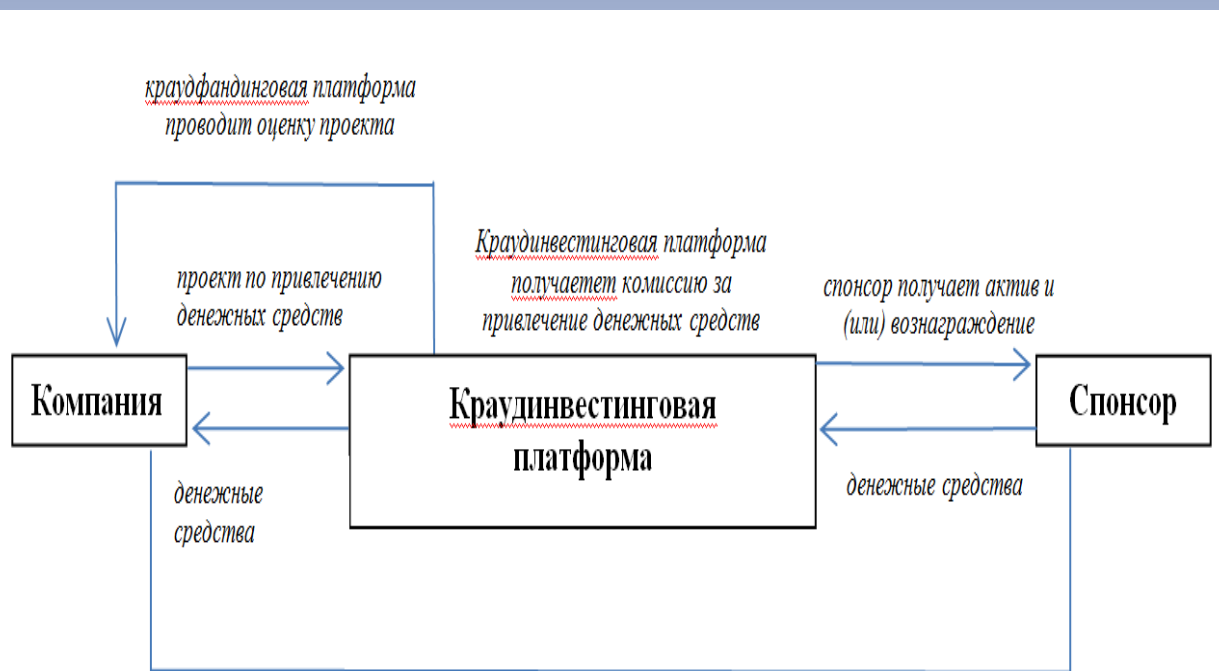 краудфандинговая платформа
проводит оценку проекта
Краудинвестинговая платформа
получаетет комиссию за
привлечение денежных средств
проект по привлечению
денежных средств
спонсор получает актив и
(или) вознаграждение
Компания
Краудинвестинговая
платформа
Спонсор
денежные
средства
денежные средства